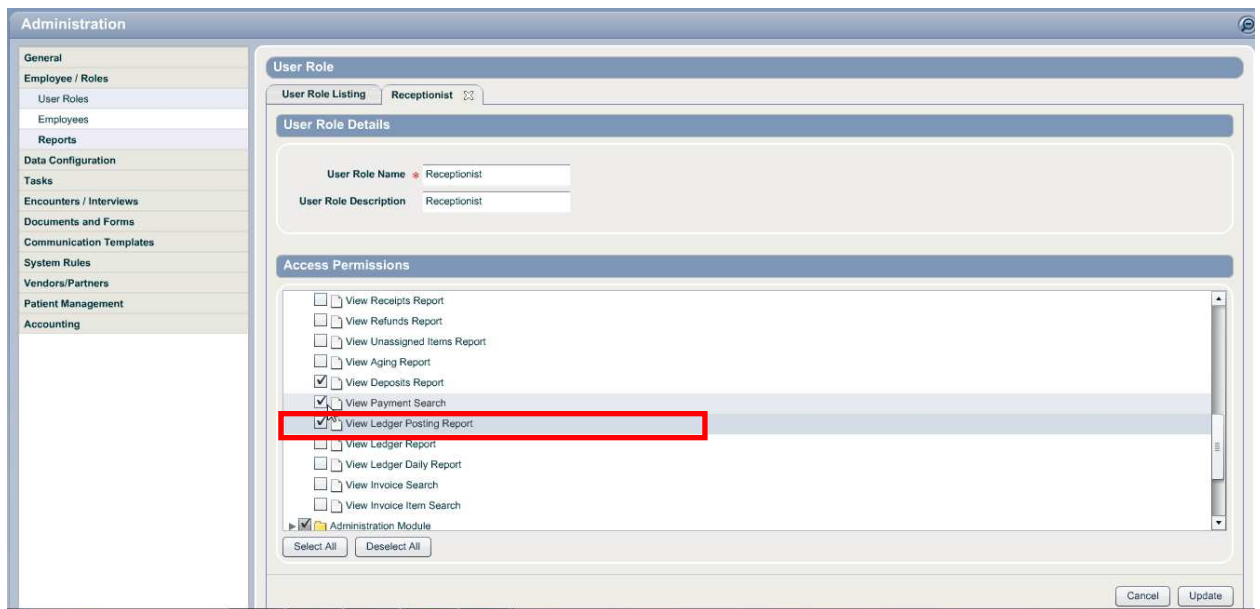 Administration
General
Employee / Roles
User Roles
Employees
Reports
Data Configuration
Tasks
Encounters / Interviews
Documents and Forms
Communication Templates
System Rules
Vendors/Partners
Patient Management
Accounting
User Role
User Role Listing Receptionist
User Role Details
User Role Name * Receptionist
User Role Description Receptionist
Access Permissions
View Receipts Report
View Refunds Report
View Unassigned Items Report
View Aging Report
View Deposits Report
View Payment Search
View Ledger Posting Report
View Ledger Report
View Ledger Daily Report
View Invoice Search
View Invoice Item Search
Administration Module
Select All Deselect All
Cancel Update